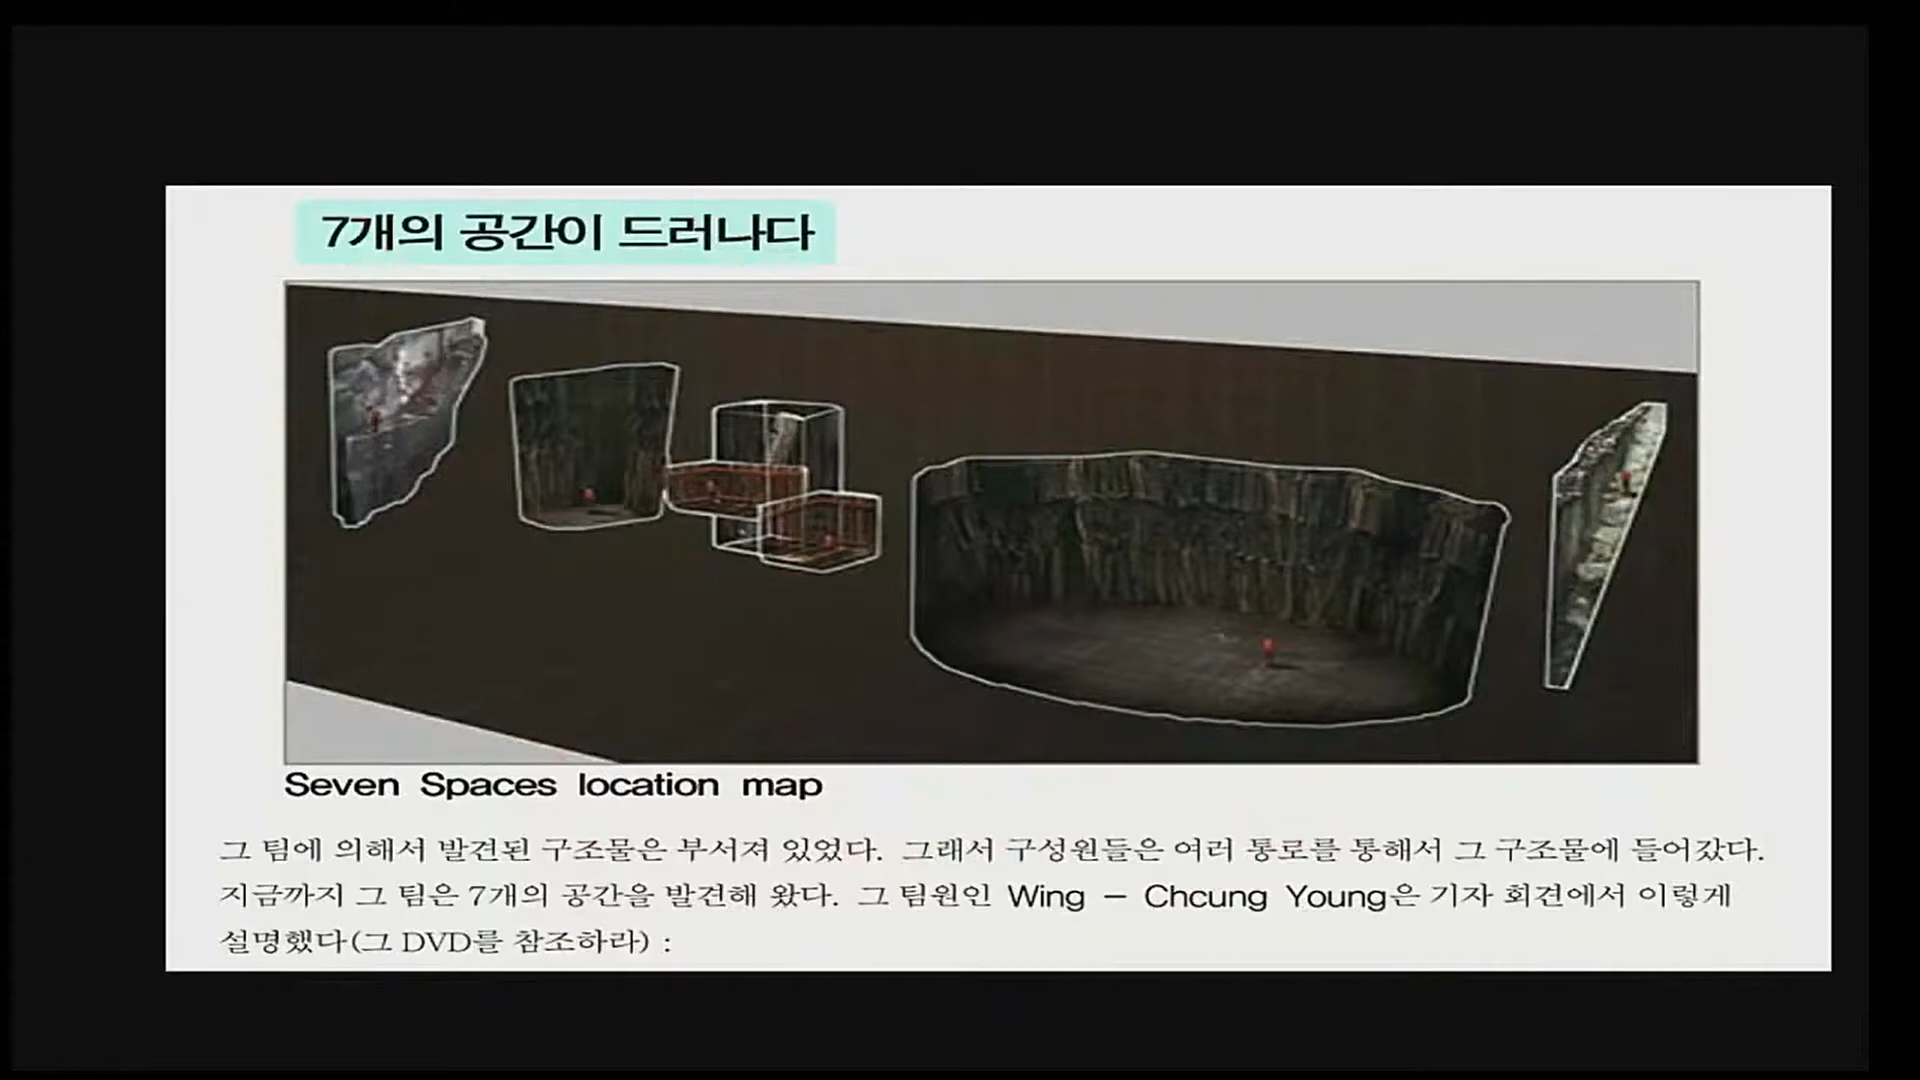 7개의 공간이 드러나다
Seven Spaces location map
그 팀에 의해서 발견된 구조물은 부서져 있었다. 그래서 구성원들은 여러 통로를 통해서 그 구조물에 들어갔다.
지금까지 그 팀은 7개의 공간을 발견해 왔다. 그 팀원인 Wing – Chcung Young은 기자 회견에서 이렇게
설명했다(그 DVD를 참조하라) :